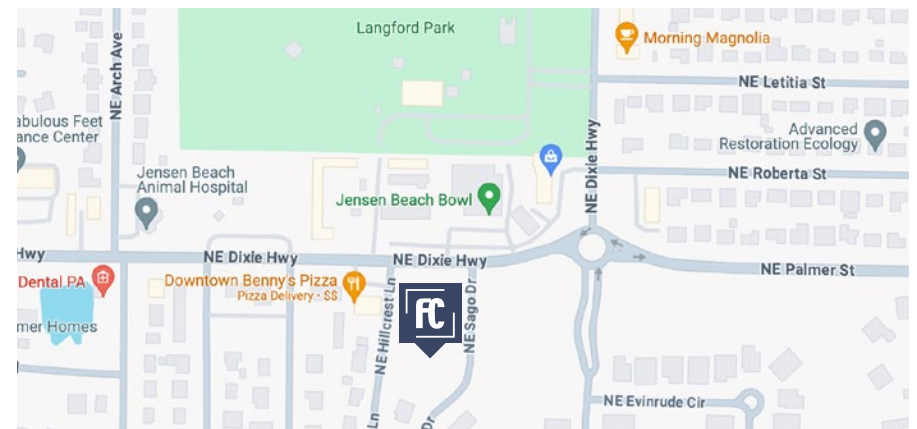 Langford Park
Morning Magnolia
NE Arch Ave
NE Letitia St
abulous Feet
ance Center
Advanced
Restoration Ecology
NE Dixie Hwy
Jensen Beach
Animal Hospital
NE Roberta St
Jensen Beach Bowl
Hwy
NE Dixie Hwy
NE Dixie Hwy
NE Palmer St
Dental PA
Downtown Benny's Pizza
Pizza Delivery · $$
NE Hillcrest Ln
FC
NE Sago Dr
mer Homes
NE Evinrude Cir
Ln
Dr